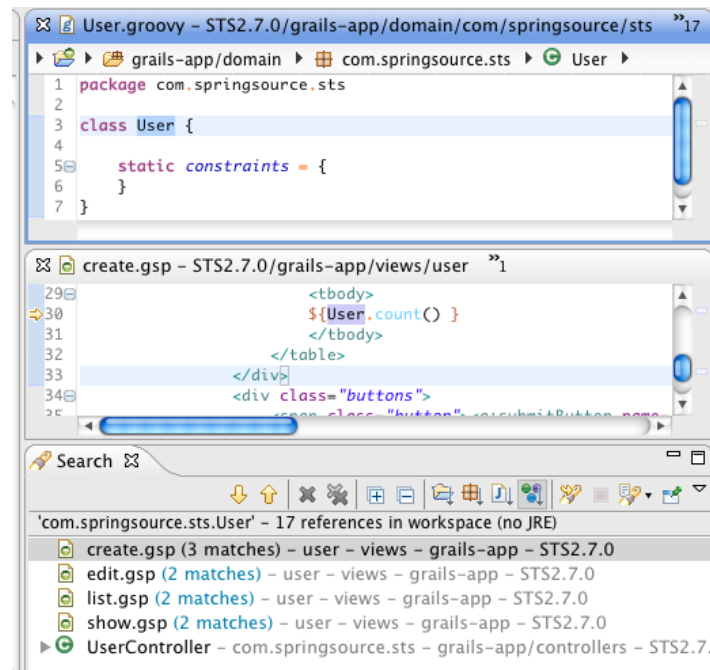 User.groovy – STS2.7.0/grails-app/domain/com/springsource/sts »17
grails-app/domain com.springsource.sts User
1 package com.springsource.sts
2
3 class User {
4
5 static constraints = {
6 }
7 }
create.gsp – STS2.7.0/grails-app/views/user »1
29 <tbody>
30 ${User.count() }
31 </tbody>
32 </table>
33 </div>
34 <div class="buttons">
35 <span class="button"><g:submitButton name
Search
'com.springsource.sts.User' – 17 references in workspace (no JRE)
create.gsp (3 matches) – user – views – grails-app – STS2.7.0
edit.gsp (2 matches) – user – views – grails-app – STS2.7.0
list.gsp (2 matches) – user – views – grails-app – STS2.7.0
show.gsp (2 matches) – user – views – grails-app – STS2.7.0
UserController – com.springsource.sts – grails-app/controllers – STS2.7.